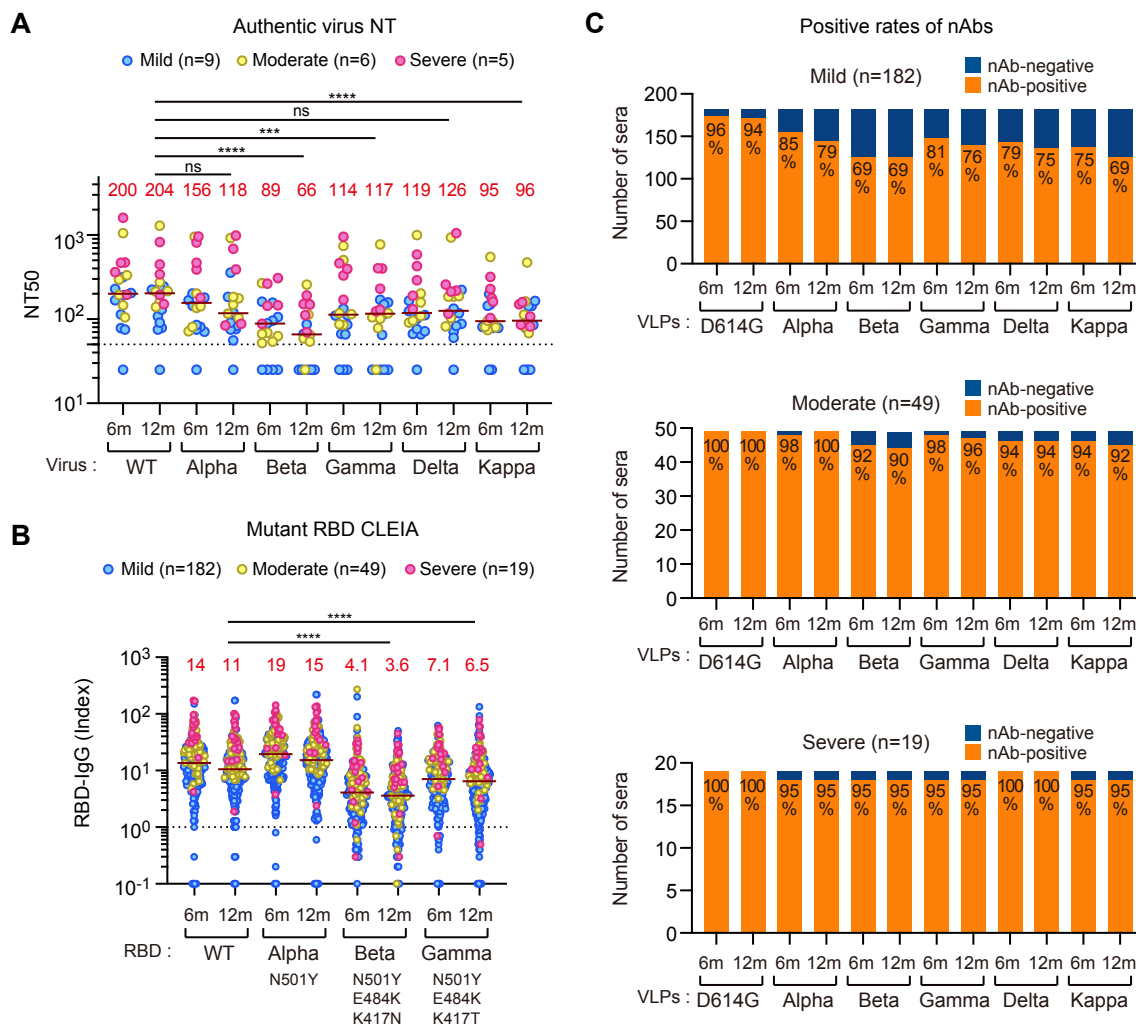 A
Authentic virus NT
Mild (n=9) Moderate (n=6) Severe (n=5)
****
ns
***
****
ns
200 204 156 118 89 66 114 117 119 126 95 96
NT50
10³
10²
10¹
6m 12m 6m 12m 6m 12m 6m 12m 6m 12m 6m 12m
Virus : WT Alpha Beta Gamma Delta Kappa
B
Mutant RBD CLEIA
Mild (n=182) Moderate (n=49) Severe (n=19)
****
****
14 11 19 15 4.1 3.6 7.1 6.5
RBD-IgG (Index)
10³
10²
10¹
10⁰
10⁻¹
6m 12m 6m 12m 6m 12m 6m 12m
RBD : WT Alpha Beta Gamma
N501Y N501Y N501Y
E484K E484K
K417N K417T
C
Positive rates of nAbs
Mild (n=182)
nAb-negative
nAb-positive
Number of sera
200
150
100
50
0
96 % 94 % 85 % 79 % 69 % 69 % 81 % 76 % 79 % 75 % 75 % 69 %
6m 12m 6m 12m 6m 12m 6m 12m 6m 12m 6m 12m
VLPs : D614G Alpha Beta Gamma Delta Kappa
Moderate (n=49)
nAb-negative
nAb-positive
Number of sera
50
40
30
20
10
0
100 % 100 % 98 % 100 % 92 % 90 % 98 % 96 % 94 % 94 % 94 % 92 %
6m 12m 6m 12m 6m 12m 6m 12m 6m 12m 6m 12m
VLPs : D614G Alpha Beta Gamma Delta Kappa
Severe (n=19)
nAb-negative
nAb-positive
Number of sera
20
15
10
5
0
100 % 100 % 95 % 95 % 95 % 95 % 95 % 95 % 100 % 100 % 95 % 95 %
6m 12m 6m 12m 6m 12m 6m 12m 6m 12m 6m 12m
VLPs : D614G Alpha Beta Gamma Delta Kappa